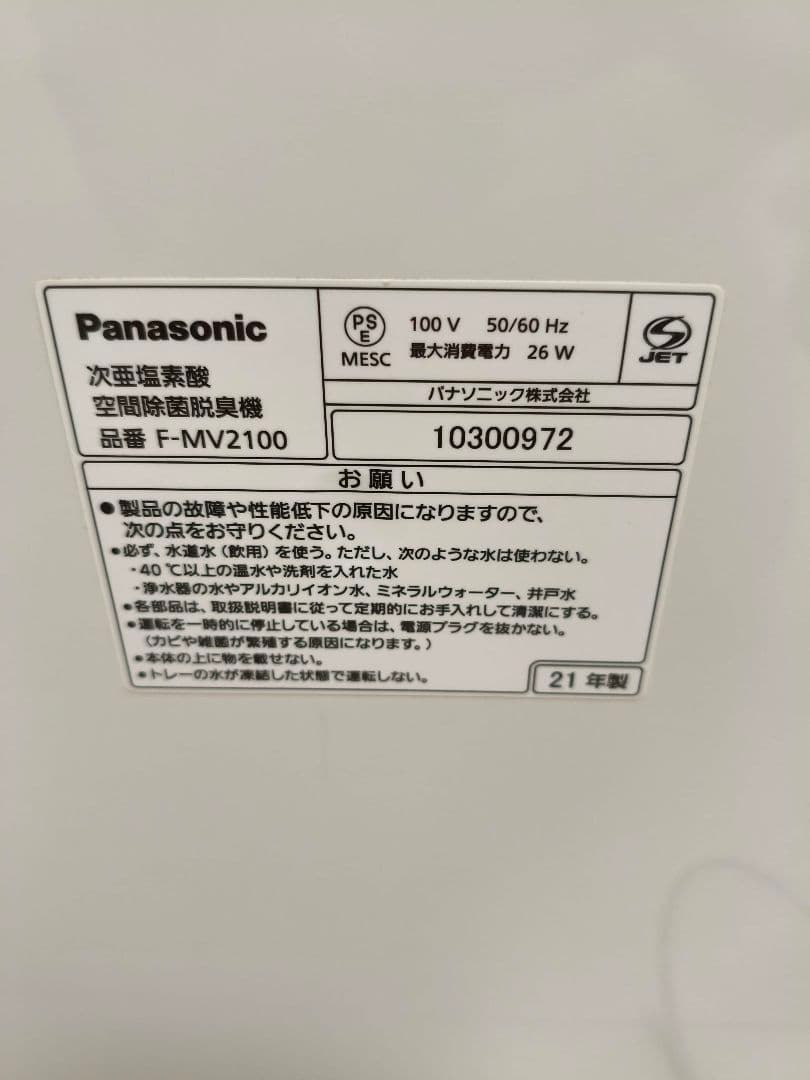 Panasonic
次亜塩素酸
空間除菌脱臭機
品番 F-MV2100
PS
E
MESC
100 V 50/60 Hz
最大消費電力 26 W
S
JET
パナソニック株式会社
10300972
お願い
●製品の故障や性能低下の原因になりますので、
次の点をお守りください。
●必ず、水道水（飲用）を使う。ただし、次のような水は使わない。
・40 ℃以上の温水や洗剤を入れた水
・浄水器の水やアルカリイオン水、ミネラルウォーター、井戸水
●各部品は、取扱説明書に従って定期的にお手入れして清潔にする。
●運転を一時的に停止している場合は、電源プラグを抜かない。
（カビや雑菌が繁殖する原因になります。）
●本体の上に物を載せない。
●トレーの水が凍結した状態で運転しない。
21 年製